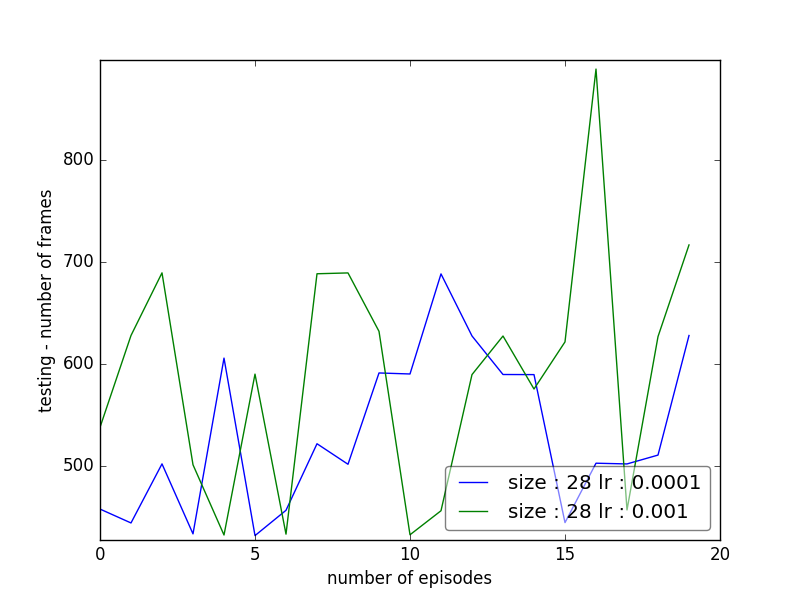 800
700
600
500
testing - number of frames
size : 28 lr : 0.0001
size : 28 lr : 0.001
0 5 10 15 20
number of episodes